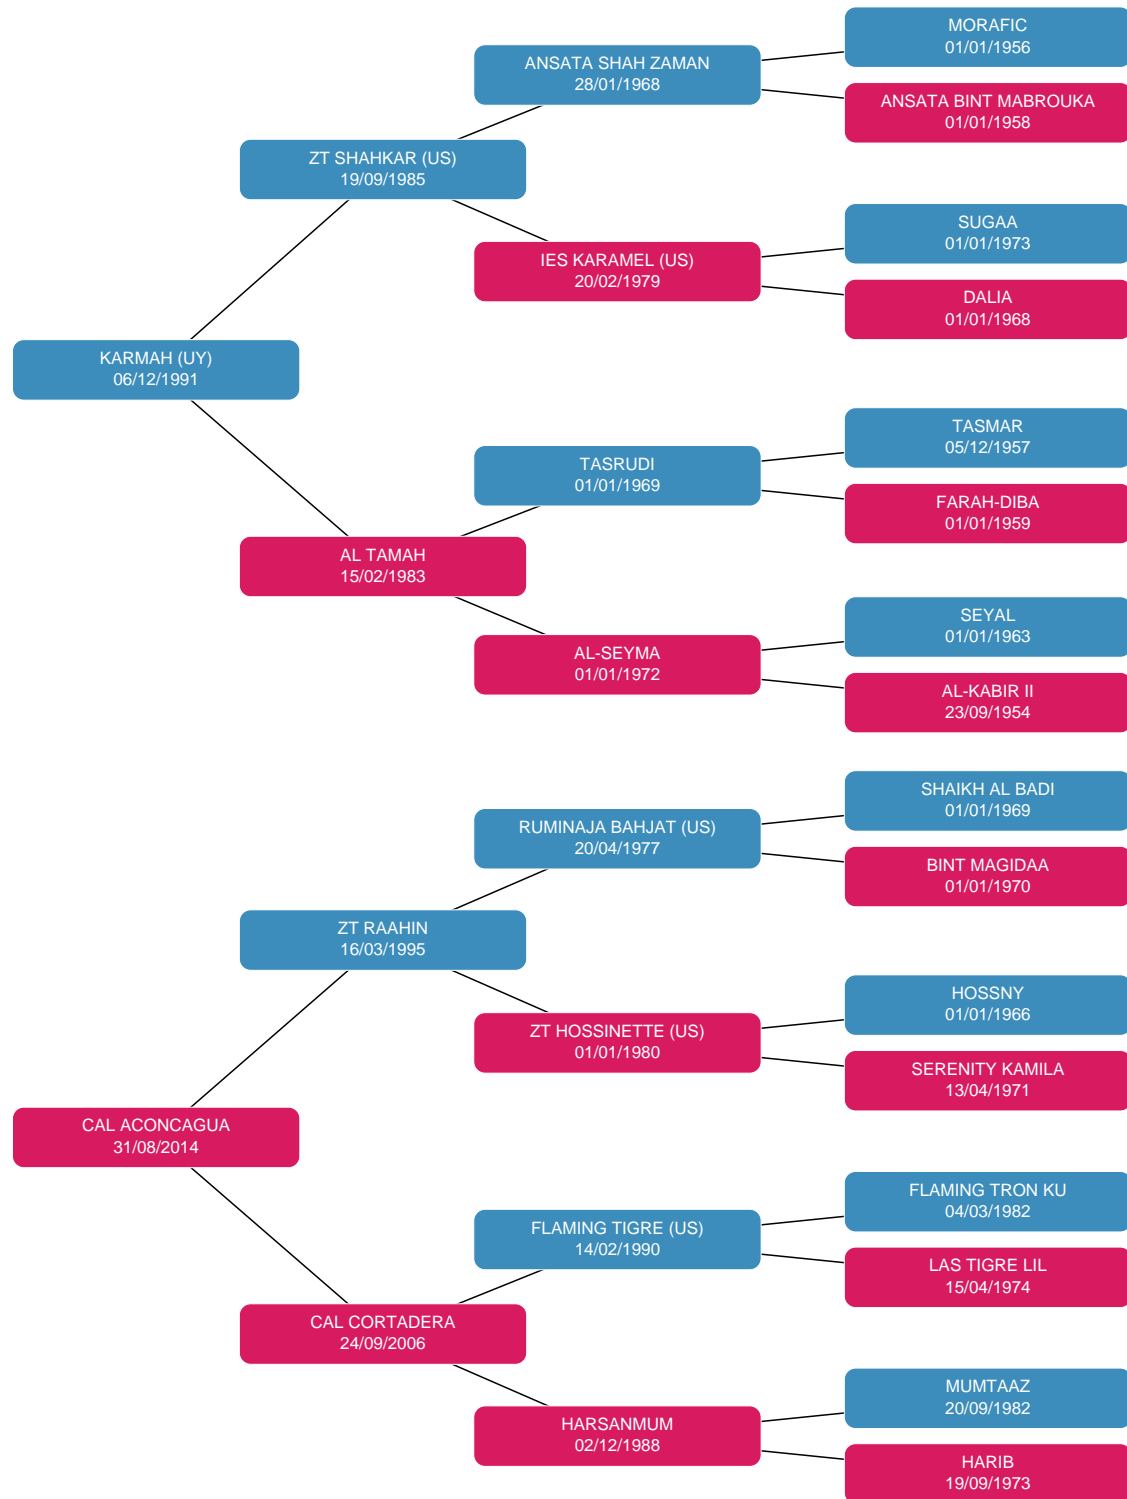 MORAFIC
01/01/1956
ANSATA SHAH ZAMAN
28/01/1968
ANSATA BINT MABROUKA
01/01/1958
ZT SHAHKAR (US)
19/09/1985
SUGAA
01/01/1973
IES KARAMEL (US)
20/02/1979
DALIA
01/01/1968
KARMAH (UY)
06/12/1991
TASMAR
05/12/1957
TASRUDI
01/01/1969
FARAH-DIBA
01/01/1959
AL TAMAH
15/02/1983
SEYAL
01/01/1963
AL-SEYMA
01/01/1972
AL-KABIR II
23/09/1954
SHAIKH AL BADI
01/01/1969
RUMINAJA BAHJAT (US)
20/04/1977
BINT MAGIDAA
01/01/1970
ZT RAAHIN
16/03/1995
HOSSNY
01/01/1966
ZT HOSSINETTE (US)
01/01/1980
SERENITY KAMILA
13/04/1971
CAL ACONCAGUA
31/08/2014
FLAMING TRON KU
04/03/1982
FLAMING TIGRE (US)
14/02/1990
LAS TIGRE LIL
15/04/1974
CAL CORTADERA
24/09/2006
MUMTAAZ
20/09/1982
HARSANMUM
02/12/1988
HARIB
19/09/1973